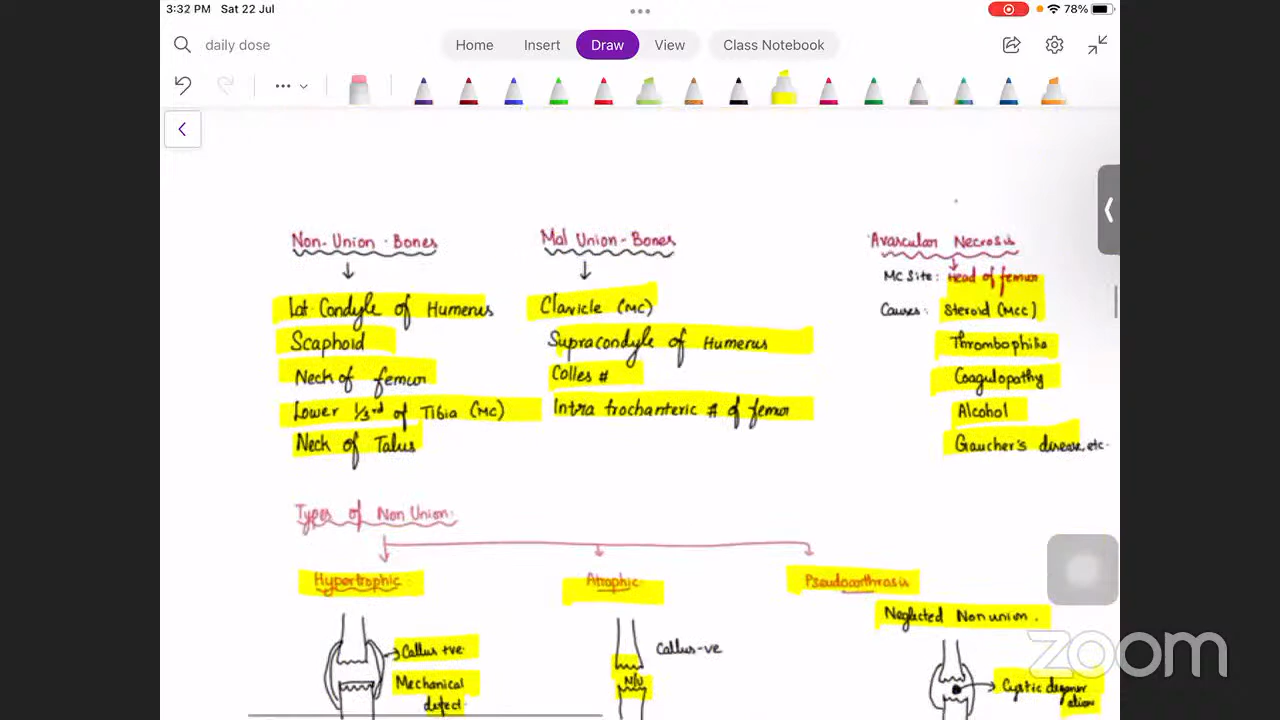 3:32 PM Sat 22 Jul
78%
daily dose
Home Insert Draw View Class Notebook
Non-Union-Bones
Lat Condyle of Humerus
Scaphoid
Neck of femur
Lower 1/3rd of Tibia (MC)
Neck of Talus
Mal Union-Bones
Clavicle (MC)
Supracondyle of Humerus
Colles #
Intra trochanteric # of femor
Avascular Necrosis
MC Site: Head of femur
Causes: Steroid (MCC)
Thrombophilia
Coagulopathy
Alcohol
Gaucher's disease, etc.
Types of Non Union.
Hypertrophic
Callus +ve
Mechanical
defect
Atrophic
Callus-ve
N/U
Pseudoarthrosis
Neglected Nonunion.
Cystic degener
ation
zoom